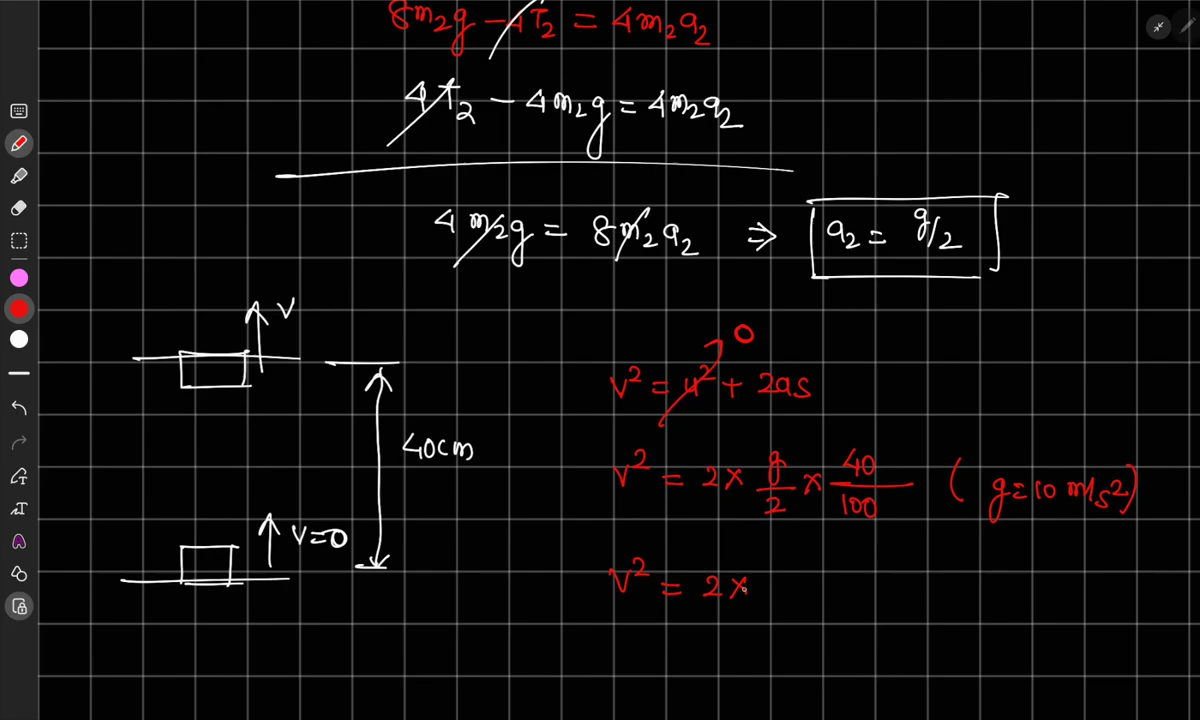 8m₂g − 4T₂ = 4m₂a₂
4T₂ − 4m₂g = 4m₂a₂
4m₂g = 8m₂a₂ ⇒ a₂ = g/2
V
0
V² = u² + 2as
40cm
V² = 2 × g/2 × 40/100 ( g = 10 m/s²)
V=0
V² = 2 ×